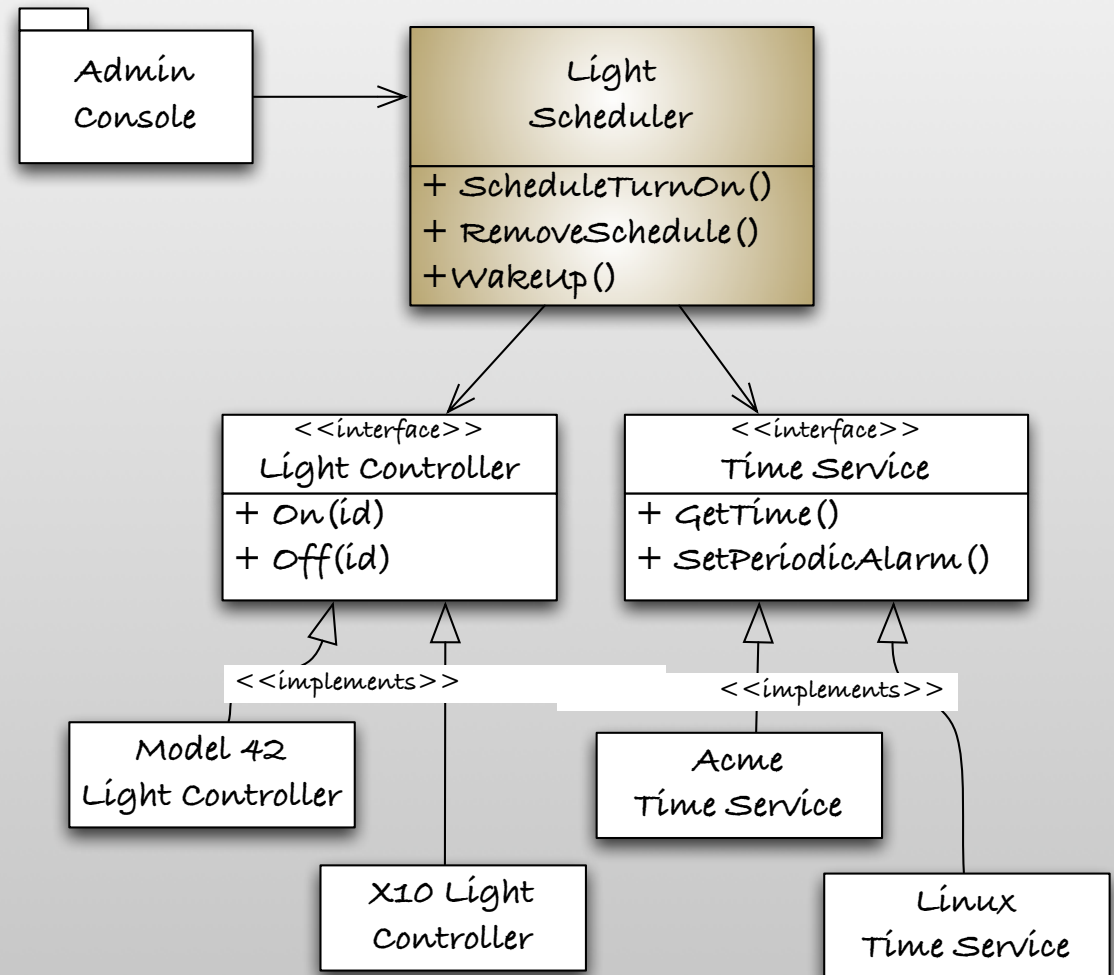 Admin
Console
Light
Scheduler
+ ScheduleTurnOn()
+ RemoveSchedule()
+WakeUp()
<<interface>>
Light Controller
+ On(id)
+ Off(id)
<<interface>>
Time Service
+ GetTime()
+ SetPeriodicAlarm()
<<implements>>
<<implements>>
Model 42
Light Controller
Acme
Time Service
X10 Light
Controller
Linux
Time Service